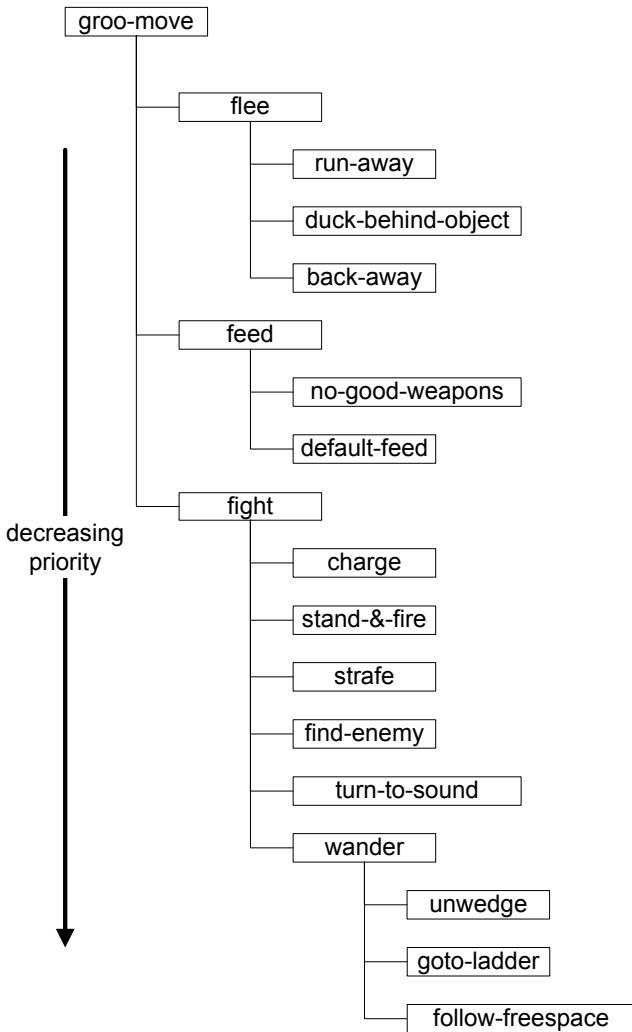 groo-move
flee
run-away
duck-behind-object
back-away
feed
no-good-weapons
default-feed
fight
decreasing
priority
charge
stand-&-fire
strafe
find-enemy
turn-to-sound
wander
unwedge
goto-ladder
follow-freespace